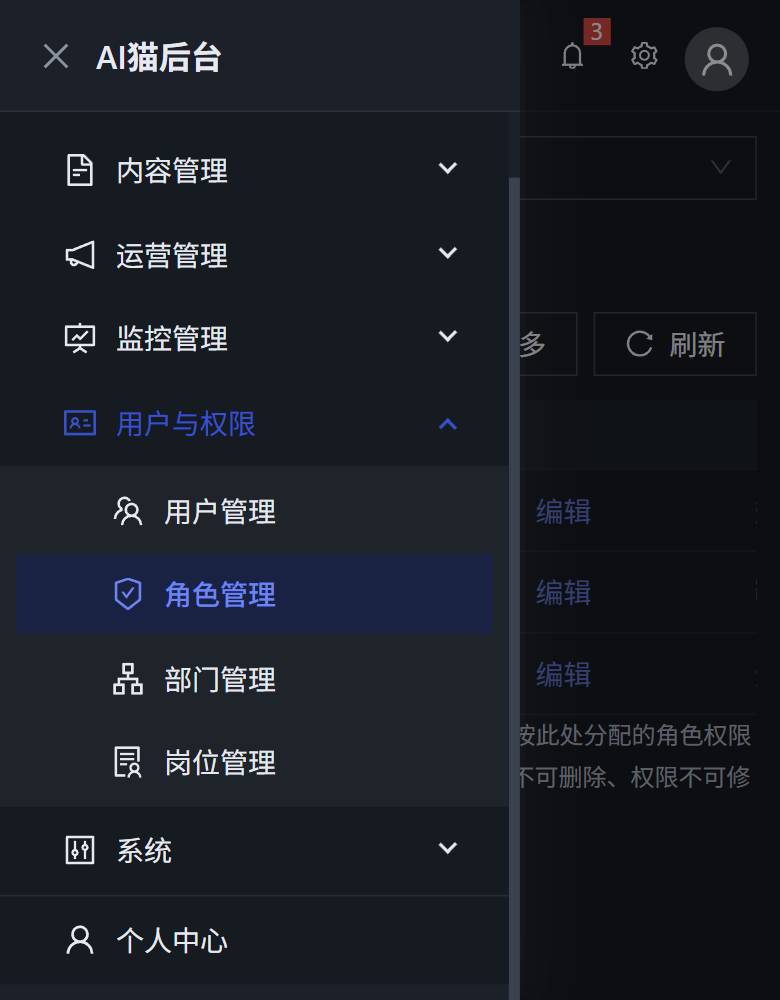 AI猫后台
3
内容管理
运营管理
监控管理
多
刷新
用户与权限
用户管理
编辑
角色管理
编辑
部门管理
编辑
按此处分配的角色权限
岗位管理
不可删除、权限不可修
系统
个人中心